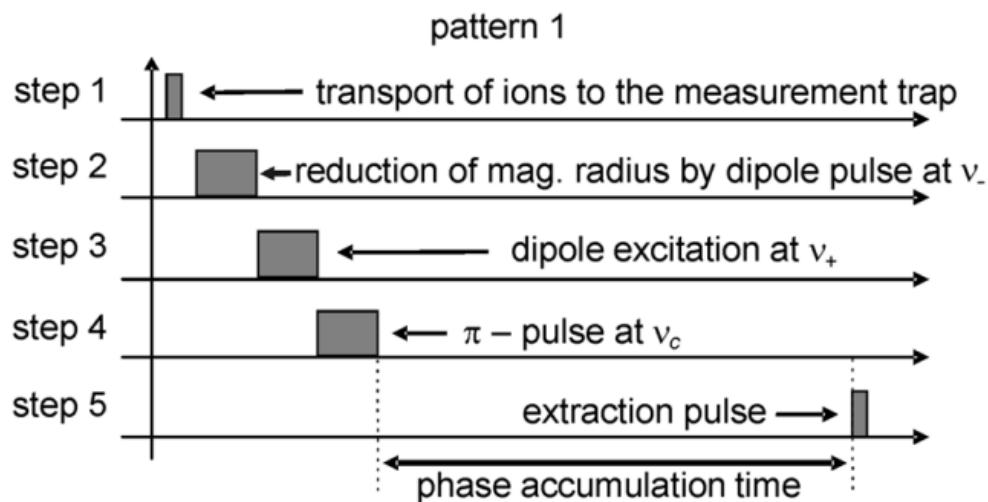 pattern 1
step 1 transport of ions to the measurement trap
step 2 reduction of mag. radius by dipole pulse at ν-
step 3 dipole excitation at ν+
step 4 π – pulse at νc
step 5 extraction pulse
phase accumulation time